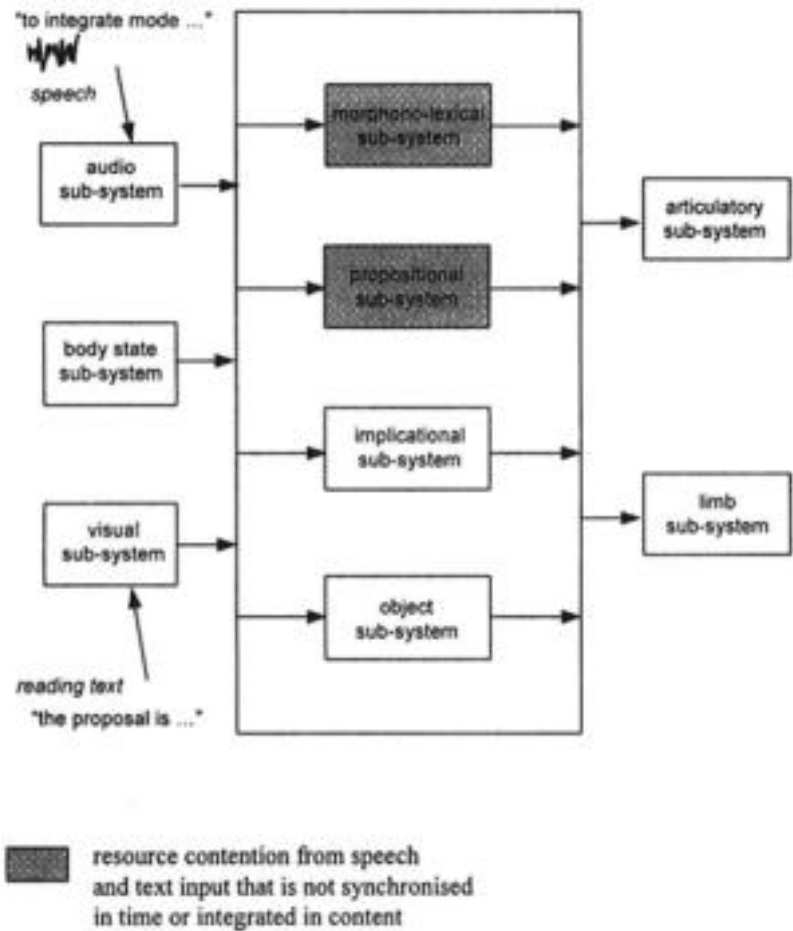 "to integrate mode ..."
speech
audio
sub-system
body state
sub-system
visual
sub-system
reading text
"the proposal is ..."
morphono-lexical
sub-system
propositional
sub-system
implicational
sub-system
object
sub-system
articulatory
sub-system
limb
sub-system
resource contention from speech
and text input that is not synchronised
in time or integrated in content